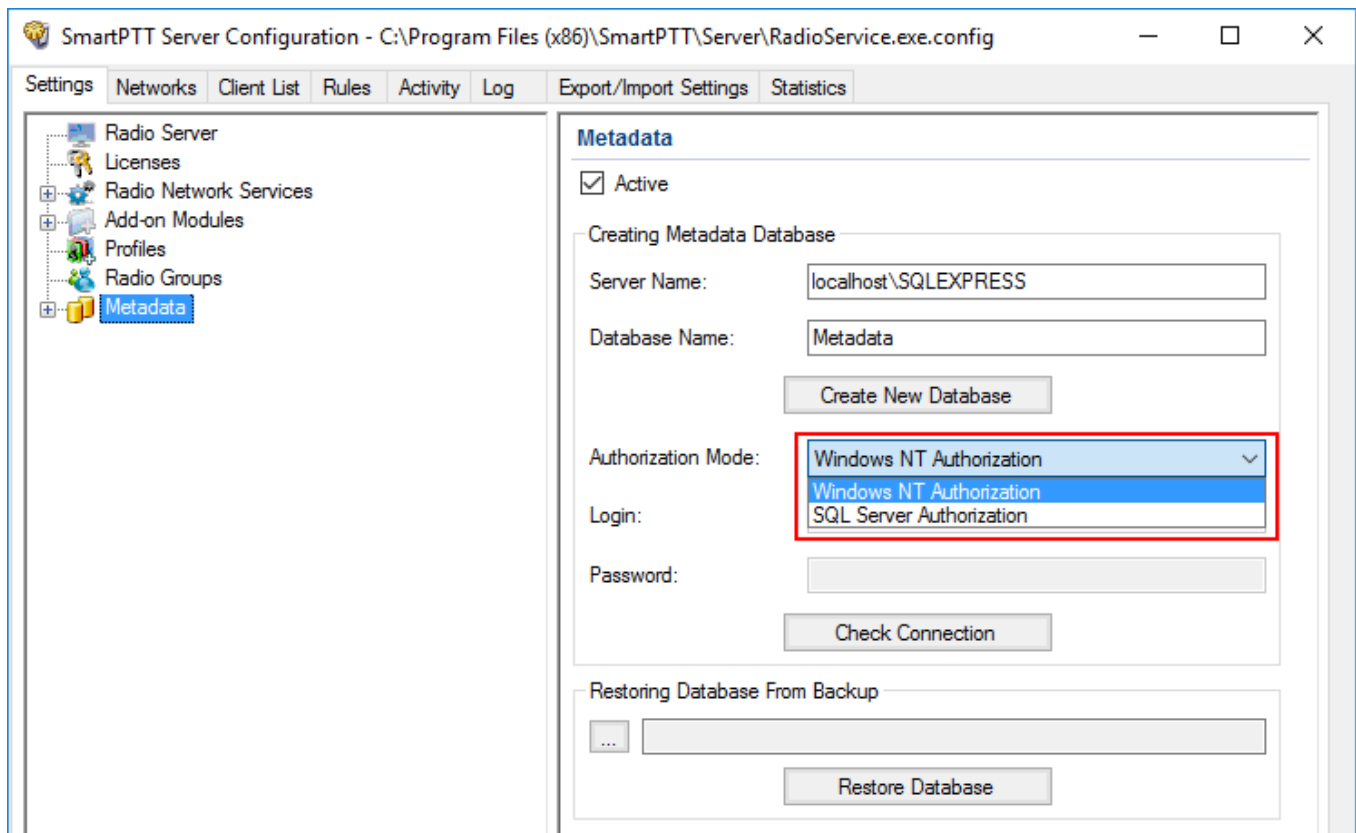 SmartPTT Server Configuration - C:\Program Files (x86)\SmartPTT\Server\RadioService.exe.config
Settings Networks Client List Rules Activity Log Export/Import Settings Statistics
Radio Server
Licenses
Radio Network Services
Add-on Modules
Profiles
Radio Groups
Metadata
Metadata
Active
Creating Metadata Database
Server Name: localhost\SQLEXPRESS
Database Name: Metadata
Create New Database
Authorization Mode: Windows NT Authorization
Windows NT Authorization
SQL Server Authorization
Login:
Password:
Check Connection
Restoring Database From Backup
...
Restore Database